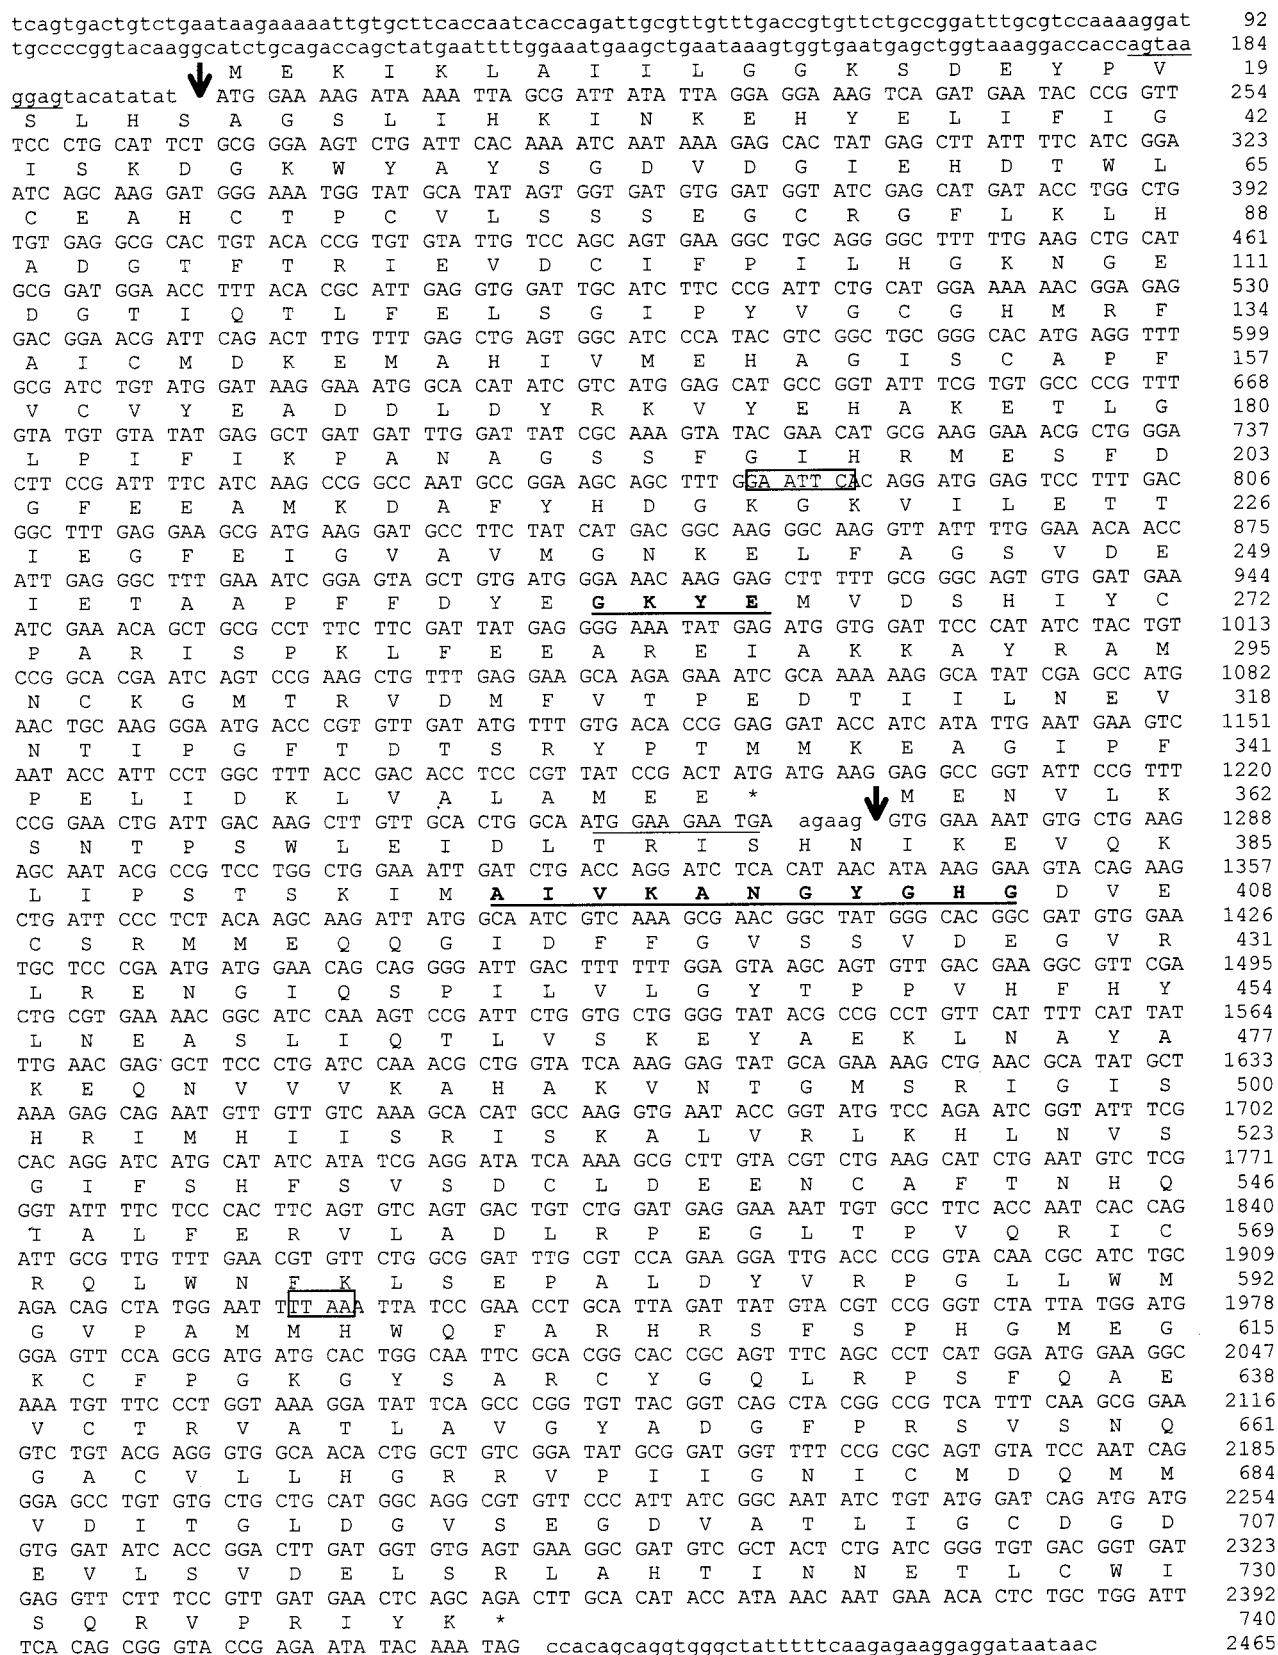 tcagtgactgtctgaataagaaaaattgtgcttcaccaatcaccagattgcgttgtttgaccgtgttctgccggatttgcgtccaaaaggat 92
tgccccggtacaaggcatctgcagaccagctatgaattttggaaatgaagctgaataaagtggtgaatgagctggtaaaggaccaccagtaa 184
M E K I K L A I I L G G K S D E Y P V 19
ggagtacatatat ATG GAA AAG ATA AAA TTA GCG ATT ATA TTA GGA GGA AAG TCA GAT GAA TAC CCG GTT 254
S L H S A G S L I H K I N K E H Y E L I F I G 42
TCC CTG CAT TCT GCG GGA AGT CTG ATT CAC AAA ATC AAT AAA GAG CAC TAT GAG CTT ATT TTC ATC GGA 323
I S K D G K W Y A Y S G D V D G I E H D T W L 65
ATC AGC AAG GAT GGG AAA TGG TAT GCA TAT AGT GGT GAT GTG GAT GGT ATC GAG CAT GAT ACC TGG CTG 392
C E A H C T P C V L S S S E G C R G F L K L H 88
TGT GAG GCG CAC TGT ACA CCG TGT GTA TTG TCC AGC AGT GAA GGC TGC AGG GGC TTT TTG AAG CTG CAT 461
A D G T F T R I E V D C I F P I L H G K N G E 111
GCG GAT GGA ACC TTT ACA CGC ATT GAG GTG GAT TGC ATC TTC CCG ATT CTG CAT GGA AAA AAC GGA GAG 530
D G T I Q T L F E L S G I P Y V G C G H M R F 134
GAC GGA ACG ATT CAG ACT TTG TTT GAG CTG AGT GGC ATC CCA TAC GTC GGC TGC GGG CAC ATG AGG TTT 599
A I C M D K E M A H I V M E H A G I S C A P F 157
GCG ATC TGT ATG GAT AAG GAA ATG GCA CAT ATC GTC ATG GAG CAT GCC GGT ATT TCG TGT GCC CCG TTT 668
V C V Y E A D D L D Y R K V Y E H A K E T L G 180
GTA TGT GTA TAT GAG GCT GAT GAT TTG GAT TAT CGC AAA GTA TAC GAA CAT GCG AAG GAA ACG CTG GGA 737
L P I F I K P A N A G S S F G I H R M E S F D 203
CTT CCG ATT TTC ATC AAG CCG GCC AAT GCC GGA AGC AGC TTT GGA ATT CAC AGG ATG GAG TCC TTT GAC 806
G F E E A M K D A F Y H D G K G K V I L E T T 226
GGC TTT GAG GAA GCG ATG AAG GAT GCC TTC TAT CAT GAC GGC AAG GGC AAG GTT ATT TTG GAA ACA ACC 875
I E G F E I G V A V M G N K E L F A G S V D E 249
ATT GAG GGC TTT GAA ATC GGA GTA GCT GTG ATG GGA AAC AAG GAG CTT TTT GCG GGC AGT GTG GAT GAA 944
I E T A A P F F D Y E G K Y E M V D S H I Y C 272
ATC GAA ACA GCT GCG CCT TTC TTC GAT TAT GAG GGG AAA TAT GAG ATG GTG GAT TCC CAT ATC TAC TGT 1013
P A R I S P K L F E E A R E I A K K A Y R A M 295
CCG GCA CGA ATC AGT CCG AAG CTG TTT GAG GAA GCA AGA GAA ATC GCA AAA AAG GCA TAT CGA GCC ATG 1082
N C K G M T R V D M F V T P E D T I I L N E V 318
AAC TGC AAG GGA ATG ACC CGT GTT GAT ATG TTT GTG ACA CCG GAG GAT ACC ATC ATA TTG AAT GAA GTC 1151
N T I P G F T D T S R Y P T M M K E A G I P F 341
AAT ACC ATT CCT GGC TTT ACC GAC ACC TCC CGT TAT CCG ACT ATG ATG AAG GAG GCC GGT ATT CCG TTT 1220
P E L I D K L V A L A M E E * M E N V L K 362
CCG GAA CTG ATT GAC AAG CTT GTT GCA CTG GCA ATG GAA GAA TGA agaag GTG GAA AAT GTG CTG AAG 1288
S N T P S W L E I D L T R I S H N I K E V Q K 385
AGC AAT ACG CCG TCC TGG CTG GAA ATT GAT CTG ACC AGG ATC TCA CAT AAC ATA AAG GAA GTA CAG AAG 1357
L I P S T S K I M A I V K A N G Y G H G D V E 408
CTG ATT CCC TCT ACA AGC AAG ATT ATG GCA ATC GTC AAA GCG AAC GGC TAT GGG CAC GGC GAT GTG GAA 1426
C S R M M E Q Q G I D F F G V S S V D E G V R 431
TGC TCC CGA ATG ATG GAA CAG CAG GGG ATT GAC TTT TTT GGA GTA AGC AGT GTT GAC GAA GGC GTT CGA 1495
L R E N G I Q S P I L V L G Y T P P V H F H Y 454
CTG CGT GAA AAC GGC ATC CAA AGT CCG ATT CTG GTG CTG GGG TAT ACG CCG CCT GTT CAT TTT CAT TAT 1564
L N E A S L I Q T L V S K E Y A E K L N A Y A 477
TTG AAC GAG GCT TCC CTG ATC CAA ACG CTG GTA TCA AAG GAG TAT GCA GAA AAG CTG AAC GCA TAT GCT 1633
K E Q N V V V K A H A K V N T G M S R I G I S 500
AAA GAG CAG AAT GTT GTT GTC AAA GCA CAT GCC AAG GTG AAT ACC GGT ATG TCC AGA ATC GGT ATT TCG 1702
H R I M H I I S R I S K A L V R L K H L N V S 523
CAC AGG ATC ATG CAT ATC ATA TCG AGG ATA TCA AAA GCG CTT GTA CGT CTG AAG CAT CTG AAT GTC TCG 1771
G I F S H F S V S D C L D E E N C A F T N H Q 546
GGT ATT TTC TCC CAC TTC AGT GTC AGT GAC TGT CTG GAT GAG GAA AAT TGT GCC TTC ACC AAT CAC CAG 1840
I A L F E R V L A D L R P E G L T P V Q R I C 569
ATT GCG TTG TTT GAA CGT GTT CTG GCG GAT TTG CGT CCA GAA GGA TTG ACC CCG GTA CAA CGC ATC TGC 1909
R Q L W N F K L S E P A L D Y V R P G L L W M 592
AGA CAG CTA TGG AAT TTT AAA TTA TCC GAA CCT GCA TTA GAT TAT GTA CGT CCG GGT CTA TTA TGG ATG 1978
G V P A M M H W Q F A R H R S F S P H G M E G 615
GGA GTT CCA GCG ATG ATG CAC TGG CAA TTC GCA CGG CAC CGC AGT TTC AGC CCT CAT GGA ATG GAA GGC 2047
K C F P G K G Y S A R C Y G Q L R P S F Q A E 638
AAA TGT TTC CCT GGT AAA GGA TAT TCA GCC CGG TGT TAC GGT CAG CTA CGG CCG TCA TTT CAA GCG GAA 2116
V C T R V A T L A V G Y A D G F P R S V S N Q 661
GTC TGT ACG AGG GTG GCA ACA CTG GCT GTC GGA TAT GCG GAT GGT TTT CCG CGC AGT GTA TCC AAT CAG 2185
G A C V L L H G R R V P I I G N I C M D Q M M 684
GGA GCC TGT GTG CTG CTG CAT GGC AGG CGT GTT CCC ATT ATC GGC AAT ATC TGT ATG GAT CAG ATG ATG 2254
V D I T G L D G V S E G D V A T L I G C D G D 707
GTG GAT ATC ACC GGA CTT GAT GGT GTG AGT GAA GGC GAT GTC GCT ACT CTG ATC GGG TGT GAC GGT GAT 2323
E V L S V D E L S R L A H T I N N E T L C W I 730
GAG GTT CTT TCC GTT GAT GAA CTC AGC AGA CTT GCA CAT ACC ATA AAC AAT GAA ACA CTC TGC TGG ATT 2392
S Q R V P R I Y K * 740
TCA CAG CGG GTA CCG AGA ATA TAC AAA TAG ccacagcaggtgggctatttttcaagagaaggaggataataac 2465